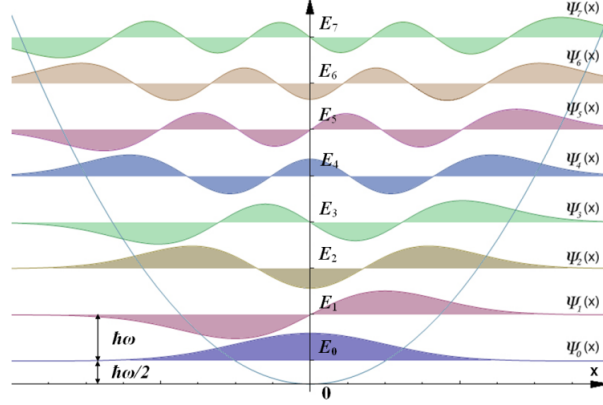 E₇ ψ₇(x)
E₆ ψ₆(x)
E₅ ψ₅(x)
E₄ ψ₄(x)
E₃ ψ₃(x)
E₂ ψ₂(x)
E₁ ψ₁(x)
ħω
E₀ ψ₀(x)
ħω/2 x
0